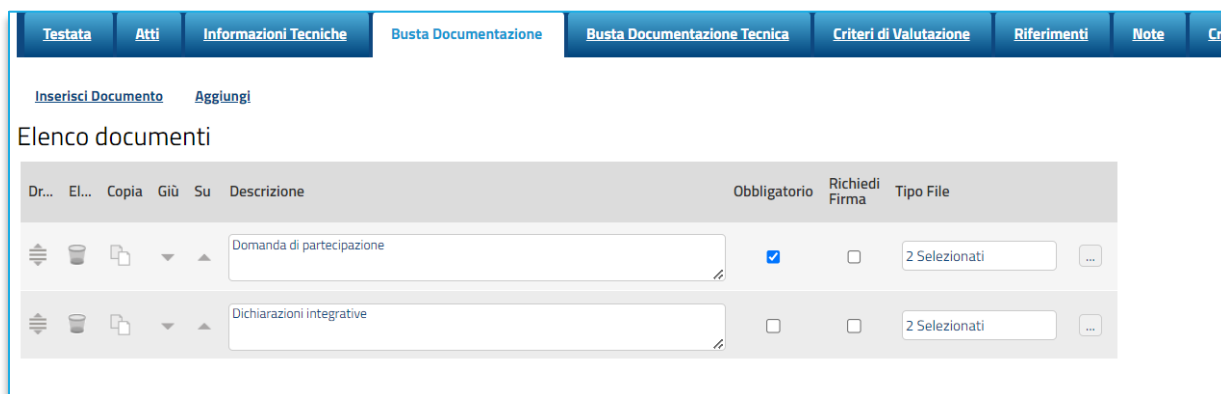 Testata Atti Informazioni Tecniche Busta Documentazione Busta Documentazione Tecnica Criteri di Valutazione Riferimenti Note Cr
Inserisci Documento Aggiungi
Elenco documenti
Dr... El... Copia Giù Su Descrizione Obbligatorio Richiedi Firma Tipo File
Domanda di partecipazione 2 Selezionati ...
Dichiarazioni integrative 2 Selezionati ...